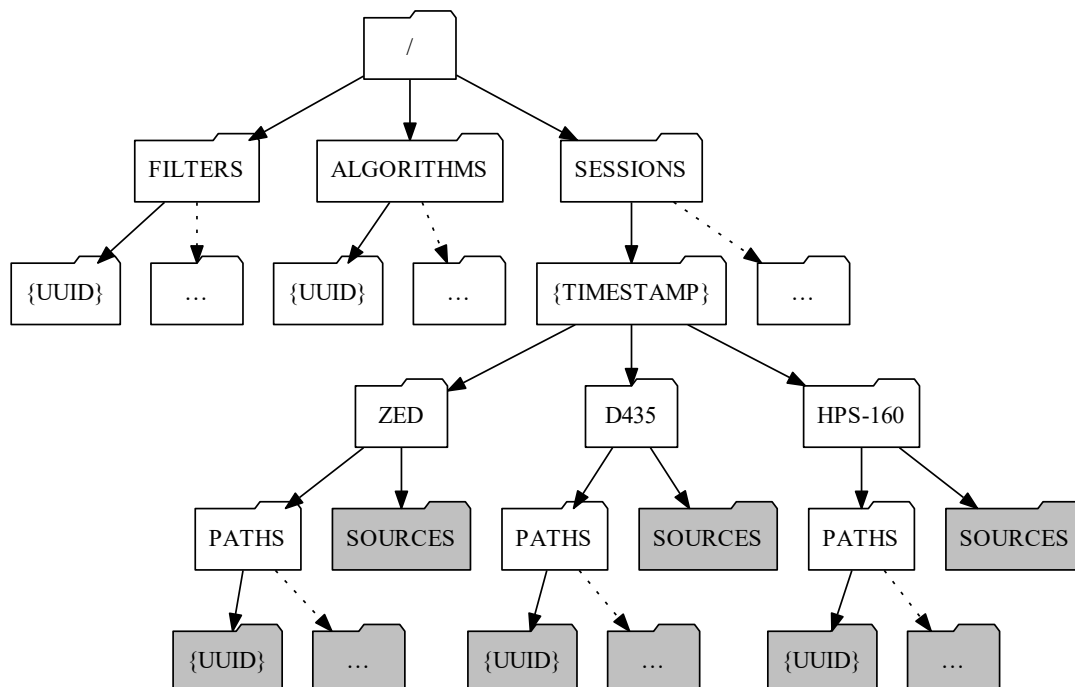 /
FILTERS
ALGORITHMS
SESSIONS
{UUID}
…
{UUID}
…
{TIMESTAMP}
…
ZED
D435
HPS-160
PATHS
SOURCES
PATHS
SOURCES
PATHS
SOURCES
{UUID}
…
{UUID}
…
{UUID}
…